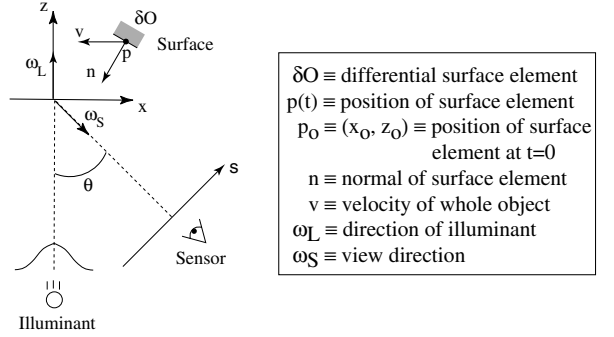 z
δO
v
p
Surface
n
ω_L
x
ω_S
θ
s
Sensor
Illuminant
δO ≡ differential surface element
p(t) ≡ position of surface element
p_o ≡ (x_o, z_o) ≡ position of surface
element at t=0
n ≡ normal of surface element
v ≡ velocity of whole object
ω_L ≡ direction of illuminant
ω_S ≡ view direction